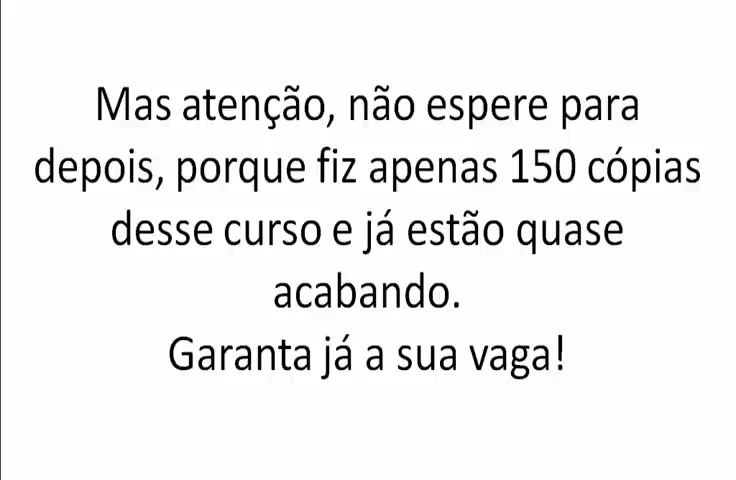 Mas atenção, não espere para
depois, porque fiz apenas 150 cópias
desse curso e já estão quase
acabando.
Garanta já a sua vaga!